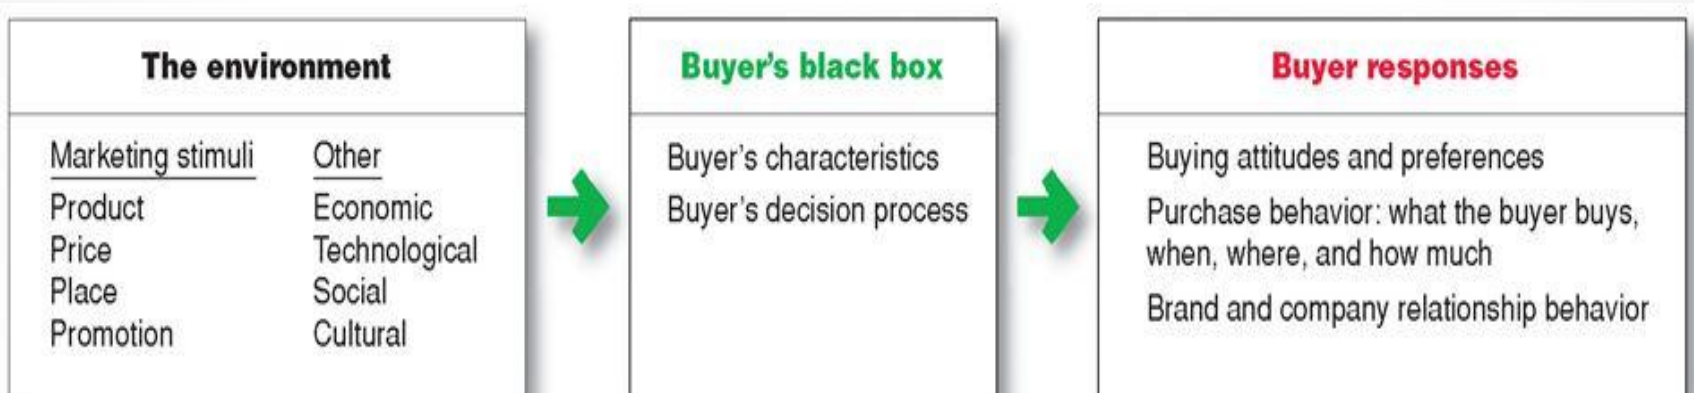 The environment
Marketing stimuli
Product
Price
Place
Promotion
Other
Economic
Technological
Social
Cultural
Buyer's black box
Buyer's characteristics
Buyer's decision process
Buyer responses
Buying attitudes and preferences
Purchase behavior: what the buyer buys,
when, where, and how much
Brand and company relationship behavior